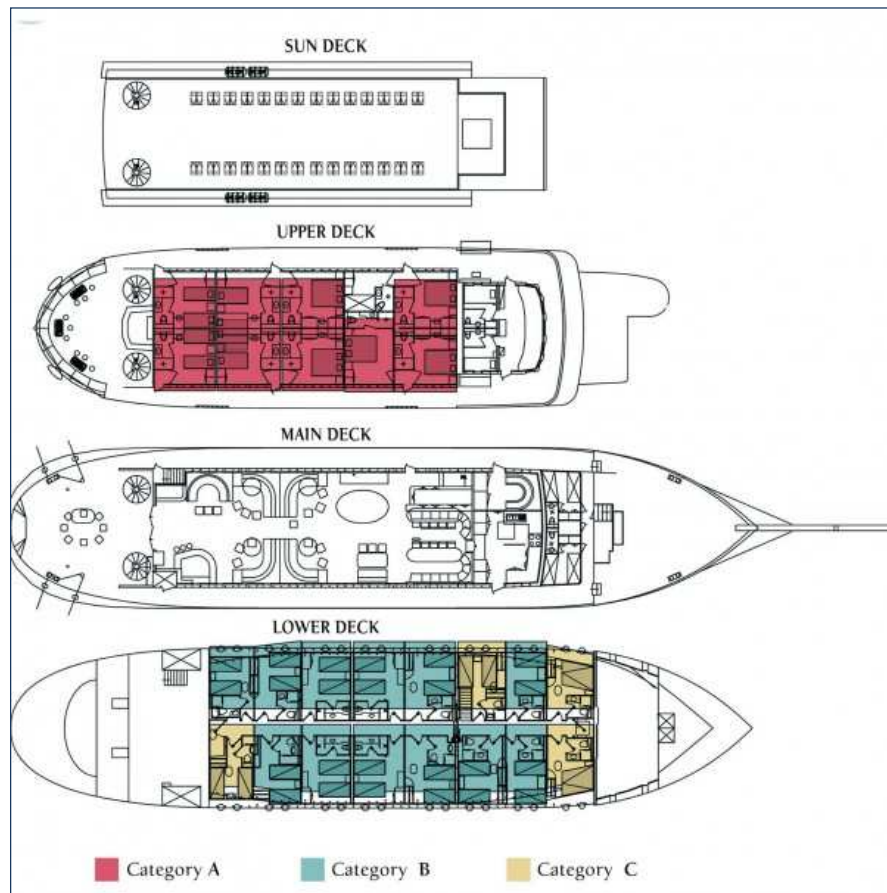 SUN DECK
UPPER DECK
MAIN DECK
LOWER DECK
Category A
Category B
Category C